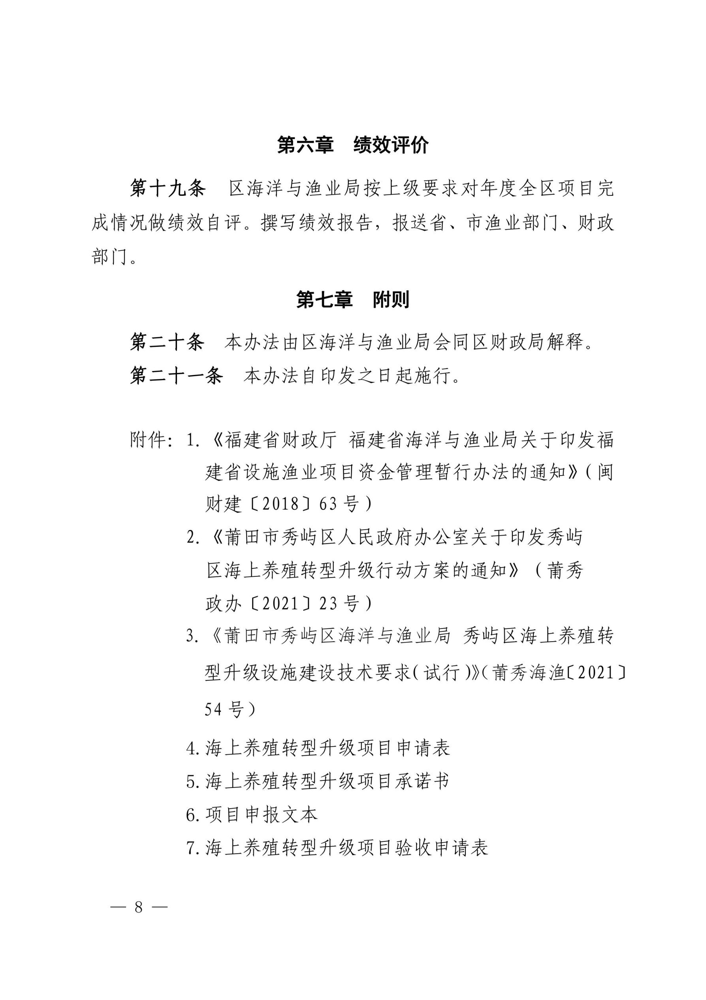 第六章　绩效评价
第十九条　区海洋与渔业局按上级要求对年度全区项目完
成情况做绩效自评。撰写绩效报告，报送省、市渔业部门、财政
部门。
第七章　附则
第二十条　本办法由区海洋与渔业局会同区财政局解释。
第二十一条　本办法自印发之日起施行。
附件：1.《福建省财政厅 福建省海洋与渔业局关于印发福
建省设施渔业项目资金管理暂行办法的通知》（闽
财建〔2018〕63 号）
2.《莆田市秀屿区人民政府办公室关于印发秀屿
区海上养殖转型升级行动方案的通知》（莆秀
政办〔2021〕23 号）
3.《莆田市秀屿区海洋与渔业局 秀屿区海上养殖转
型升级设施建设技术要求（试行）》（莆秀海渔〔2021〕
54 号）
4.海上养殖转型升级项目申请表
5.海上养殖转型升级项目承诺书
6.项目申报文本
7.海上养殖转型升级项目验收申请表
— 8 —